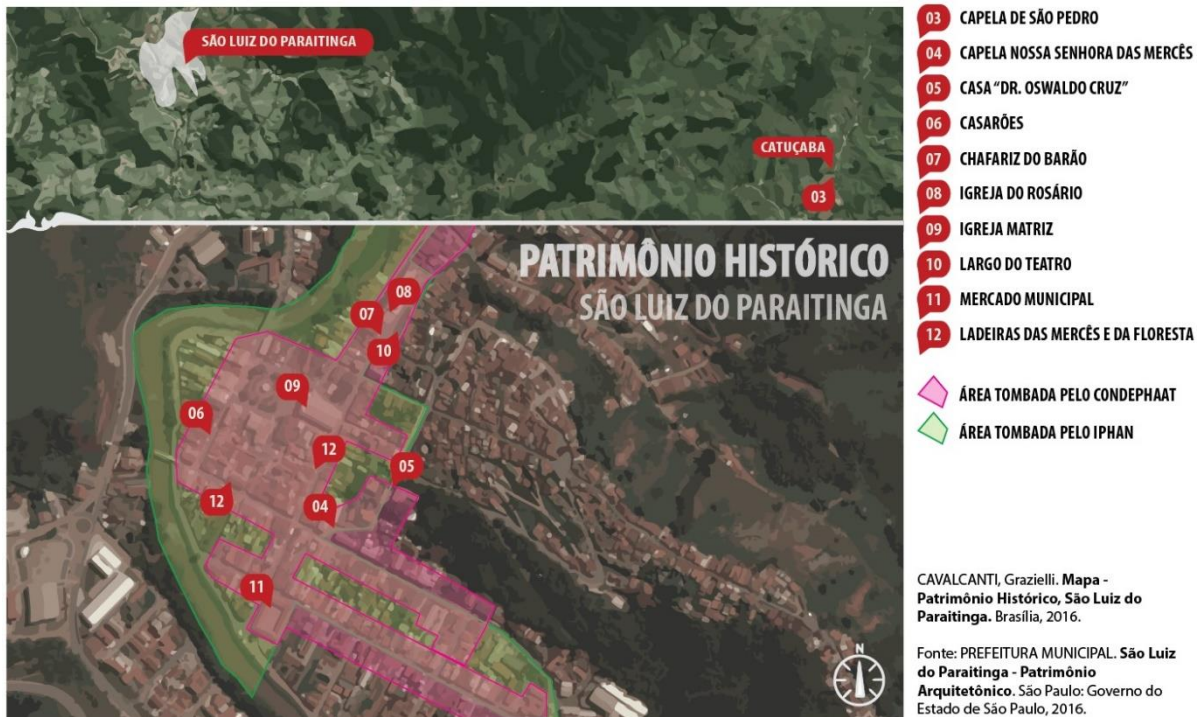 SÃO LUIZ DO PARAITINGA
CATUÇABA
03
PATRIMÔNIO HISTÓRICO
SÃO LUIZ DO PARAITINGA
08
07
10
09
06
12
05
12
04
11
N
03 CAPELA DE SÃO PEDRO
04 CAPELA NOSSA SENHORA DAS MERCÊS
05 CASA “DR. OSWALDO CRUZ”
06 CASARÕES
07 CHAFARIZ DO BARÃO
08 IGREJA DO ROSÁRIO
09 IGREJA MATRIZ
10 LARGO DO TEATRO
11 MERCADO MUNICIPAL
12 LADEIRAS DAS MERCÊS E DA FLORESTA
ÁREA TOMBADA PELO CONDEPHAAT
ÁREA TOMBADA PELO IPHAN
CAVALCANTI, Grazielli. Mapa -
Patrimônio Histórico, São Luiz do
Paraitinga. Brasília, 2016.
Fonte: PREFEITURA MUNICIPAL. São Luiz
do Paraitinga - Patrimônio
Arquitetônico. São Paulo: Governo do
Estado de São Paulo, 2016.